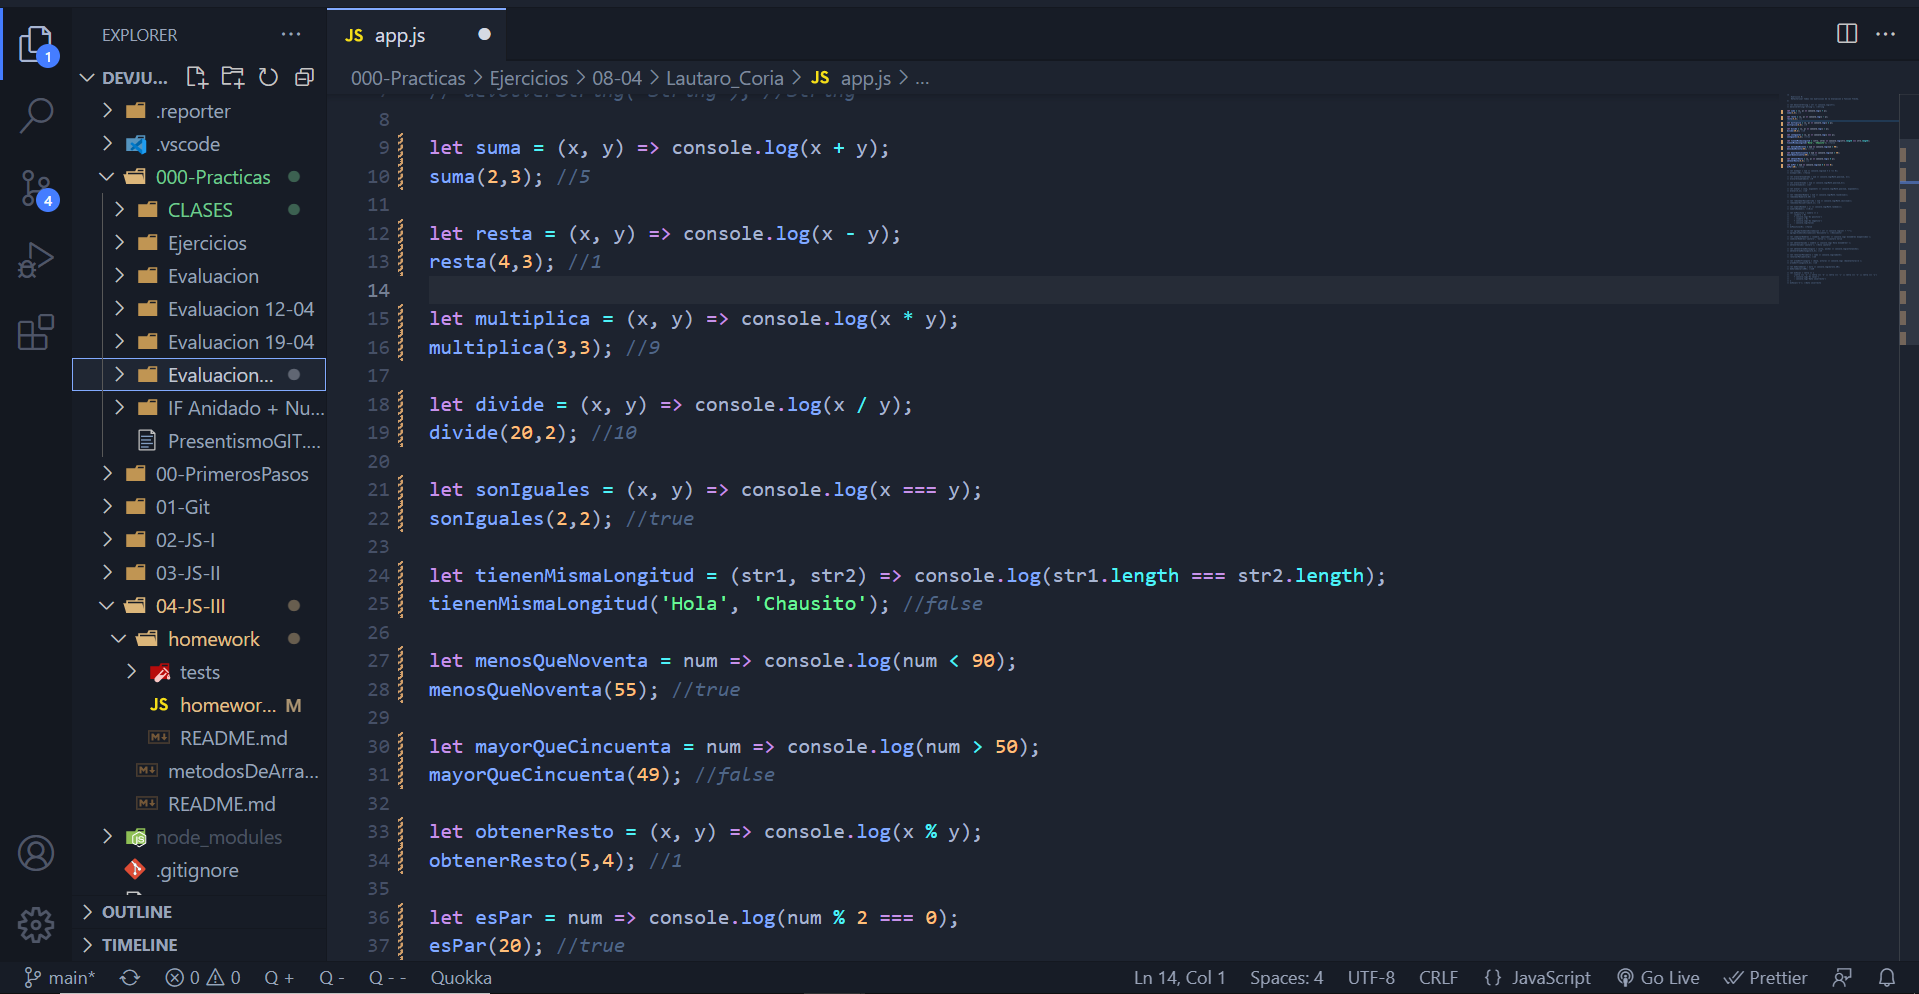 EXPLORER
JS app.js
DEVJU...
000-Practicas > Ejercicios > 08-04 > Lautaro_Coria > JS app.js > ...
.reporter
.vscode
000-Practicas
CLASES
Ejercicios
Evaluacion
Evaluacion 12-04
Evaluacion 19-04
Evaluacion...
IF Anidado + Nu...
PresentismoGIT....
00-PrimerosPasos
01-Git
02-JS-I
03-JS-II
04-JS-III
homework
tests
JS homewor... M
README.md
metodosDeArra...
README.md
node_modules
.gitignore
OUTLINE
TIMELINE
1
4
8
9 let suma = (x, y) => console.log(x + y);
10 suma(2,3); //5
11
12 let resta = (x, y) => console.log(x - y);
13 resta(4,3); //1
14
15 let multiplica = (x, y) => console.log(x * y);
16 multiplica(3,3); //9
17
18 let divide = (x, y) => console.log(x / y);
19 divide(20,2); //10
20
21 let sonIguales = (x, y) => console.log(x === y);
22 sonIguales(2,2); //true
23
24 let tienenMismaLongitud = (str1, str2) => console.log(str1.length === str2.length);
25 tienenMismaLongitud('Hola', 'Chausito'); //false
26
27 let menosQueNoventa = num => console.log(num < 90);
28 menosQueNoventa(55); //true
29
30 let mayorQueCincuenta = num => console.log(num > 50);
31 mayorQueCincuenta(49); //false
32
33 let obtenerResto = (x, y) => console.log(x % y);
34 obtenerResto(5,4); //1
35
36 let esPar = num => console.log(num % 2 === 0);
37 esPar(20); //true
main* 0 0 Q + Q - Q - - Quokka Ln 14, Col 1 Spaces: 4 UTF-8 CRLF {} JavaScript Go Live Prettier